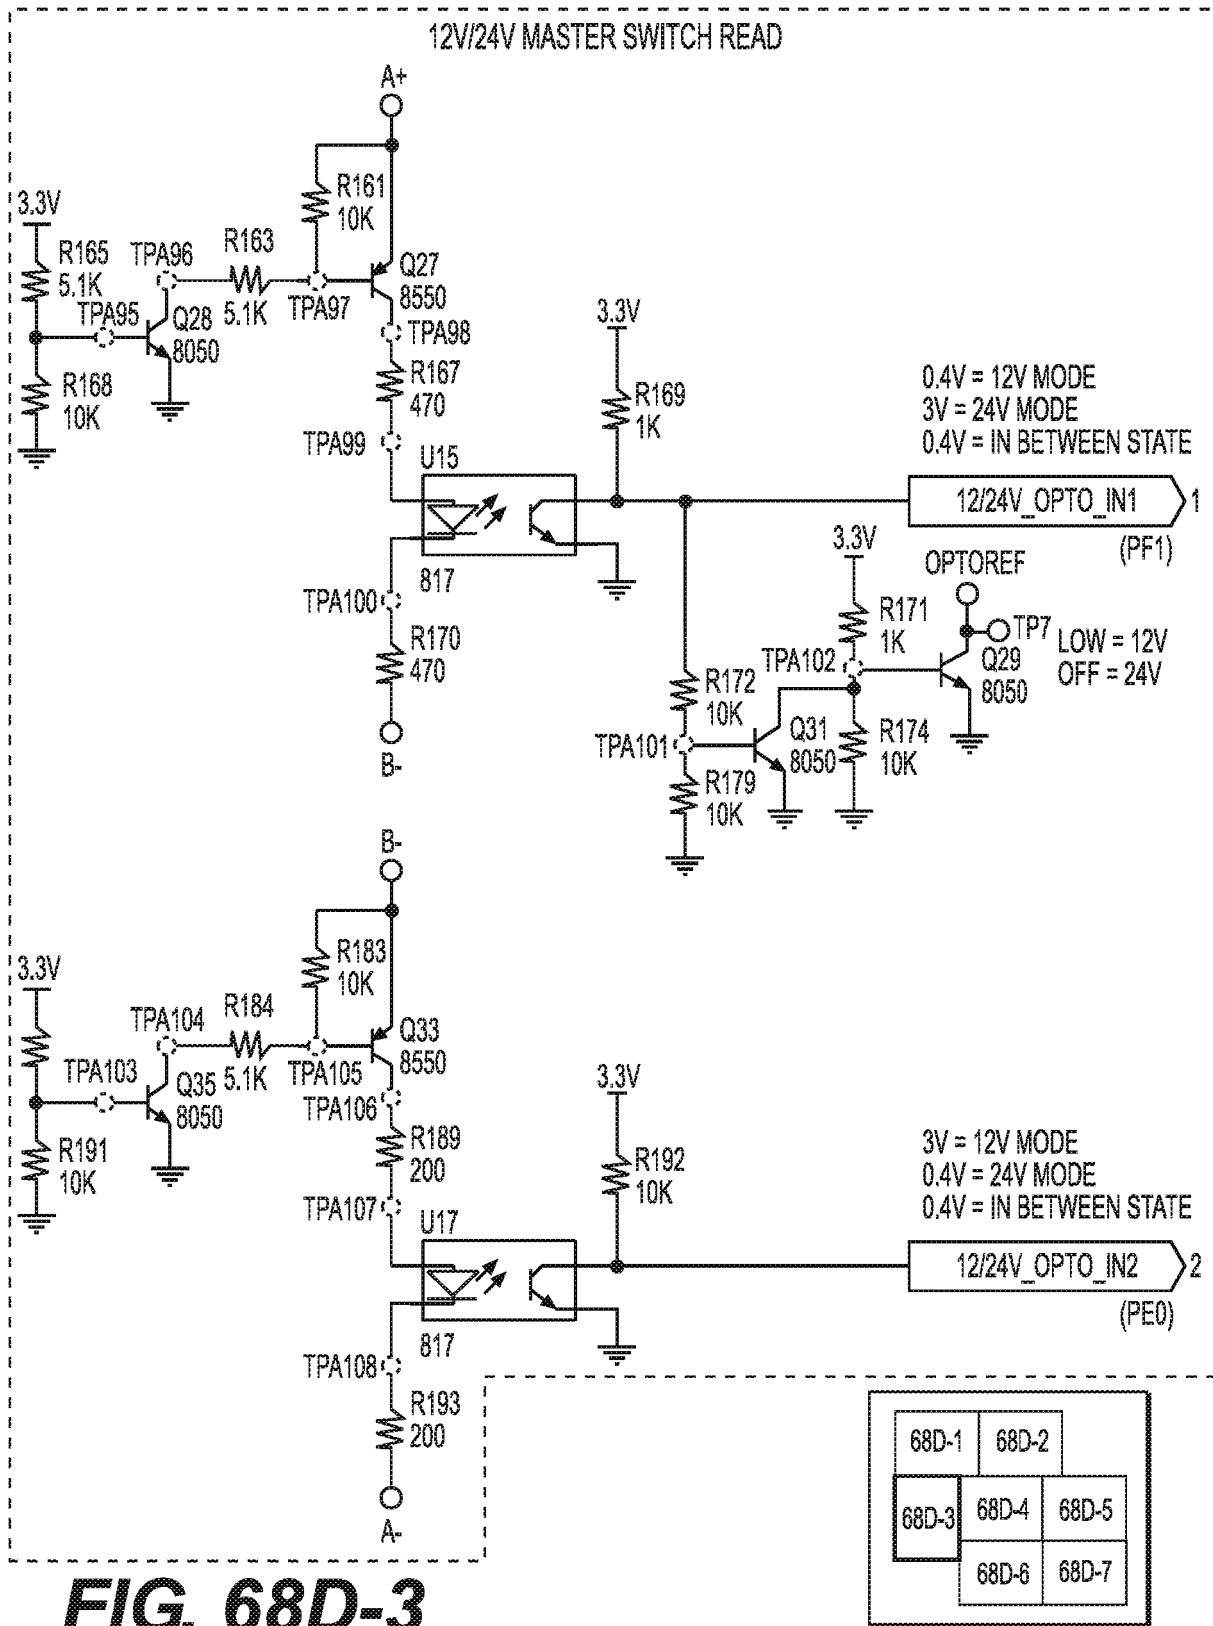 12V/24V MASTER SWITCH READ
A+
R161
10K
3.3V
R165
5.1K
TPA96
R163
5.1K
TPA97
Q27
8550
TPA95
Q28
8050
TPA98
R168
10K
R167
470
3.3V
R169
1K
TPA99
U15
817
0.4V = 12V MODE
3V = 24V MODE
0.4V = IN BETWEEN STATE
12/24V_OPTO_IN1
1
(PF1)
TPA100
R170
470
B-
3.3V
R171
1K
OPTOREF
TP7
LOW = 12V
OFF = 24V
TPA102
Q29
8050
R172
10K
TPA101
Q31
8050
R174
10K
R179
10K
B-
R183
10K
3.3V
TPA104
R184
5.1K
TPA105
Q33
8550
TPA103
Q35
8050
TPA106
R191
10K
R189
200
3.3V
R192
10K
TPA107
U17
817
3V = 12V MODE
0.4V = 24V MODE
0.4V = IN BETWEEN STATE
12/24V_OPTO_IN2
2
(PE0)
TPA108
R193
200
A-
68D-1
68D-2
68D-3
68D-4
68D-5
68D-6
68D-7
FIG. 68D-3